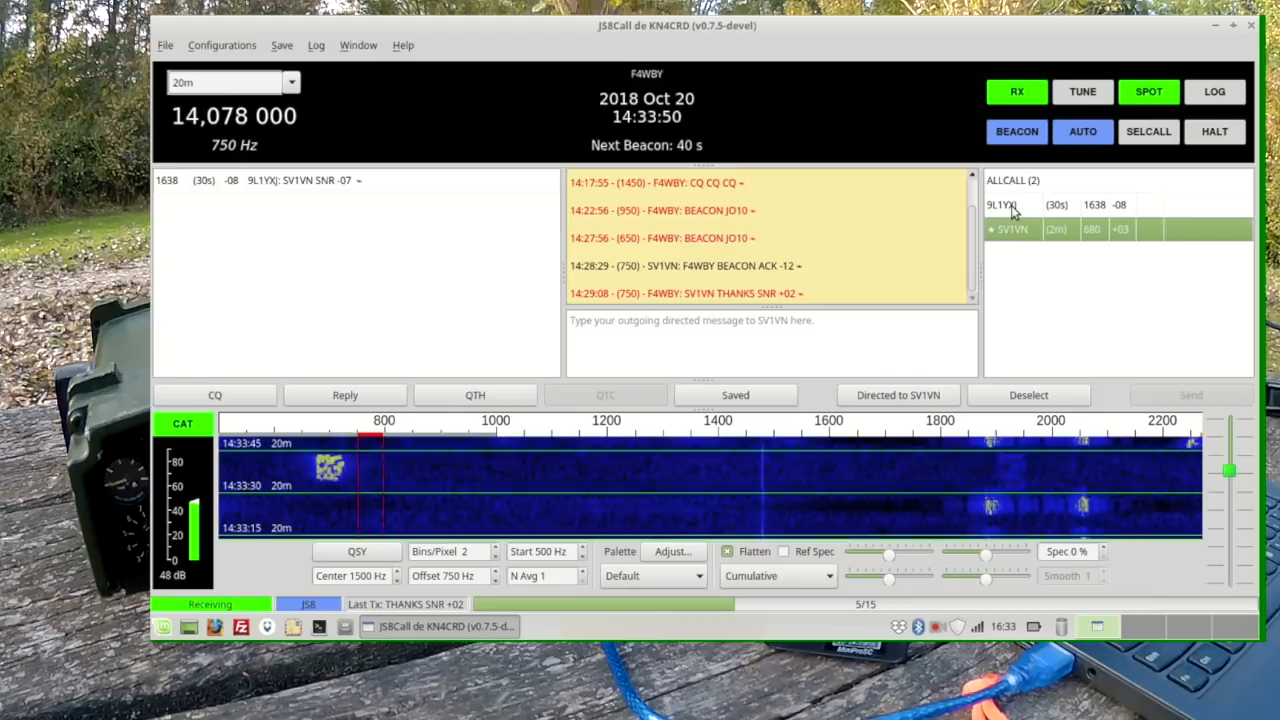 JS8Call de KN4CRD (v0.7.5-devel)
File Configurations Save Log Window Help
20m
14,078 000
750 Hz
F4WBY
2018 Oct 20
14:33:50
Next Beacon: 40 s
RX TUNE SPOT LOG
BEACON AUTO SELCALL HALT
1638 (30s) -08 9L1YXJ: SV1VN SNR -07 ⌁
14:17:55 - (1450) - F4WBY: CQ CQ CQ ⌁
14:22:56 - (950) - F4WBY: BEACON JO10 ⌁
14:27:56 - (650) - F4WBY: BEACON JO10 ⌁
14:28:29 - (750) - SV1VN: F4WBY BEACON ACK -12 ⌁
14:29:08 - (750) - F4WBY: SV1VN THANKS SNR +02 ⌁
Type your outgoing directed message to SV1VN here.
ALLCALL (2)
9L1YXJ (30s) 1638 -08
★ SV1VN (2m) 680 +03
CQ Reply QTH QTC Saved Directed to SV1VN Deselect Send
CAT
80
60
40
20
0
48 dB
800 1000 1200 1400 1600 1800 2000 2200
14:33:45 20m
14:33:30 20m
14:33:15 20m
QSY Bins/Pixel 2 Start 500 Hz Palette Adjust... Flatten Ref Spec Spec 0 %
Center 1500 Hz Offset 750 Hz N Avg 1 Default Cumulative Smooth 1
Receiving JS8 Last Tx: THANKS SNR +02 5/15
JS8Call de KN4CRD (v0.7.5-d... 16:33
MiniProSC